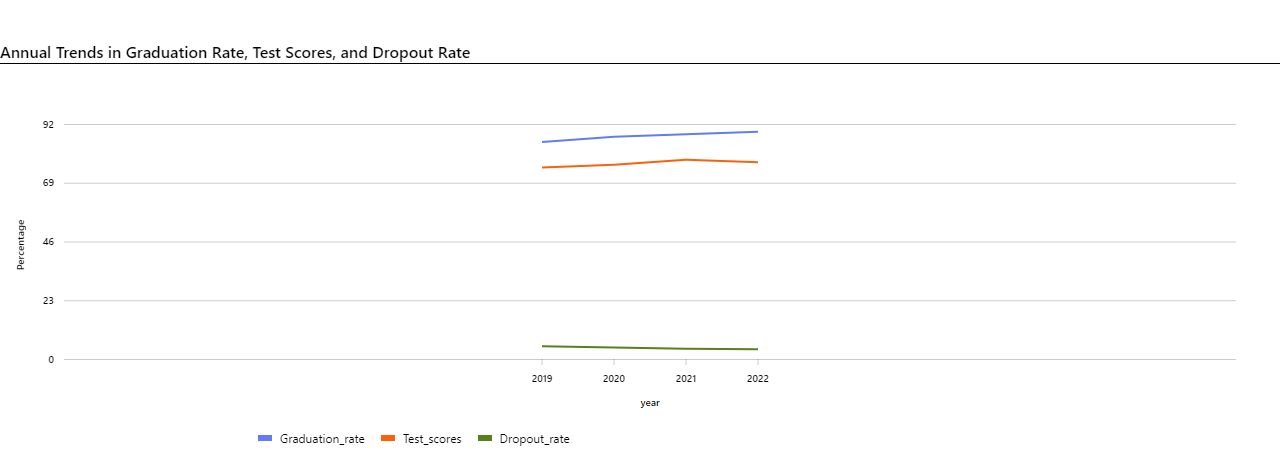 Annual Trends in Graduation Rate, Test Scores, and Dropout Rate
92
69
46
23
0
Percentage
2019 2020 2021 2022
year
Graduation_rate Test_scores Dropout_rate